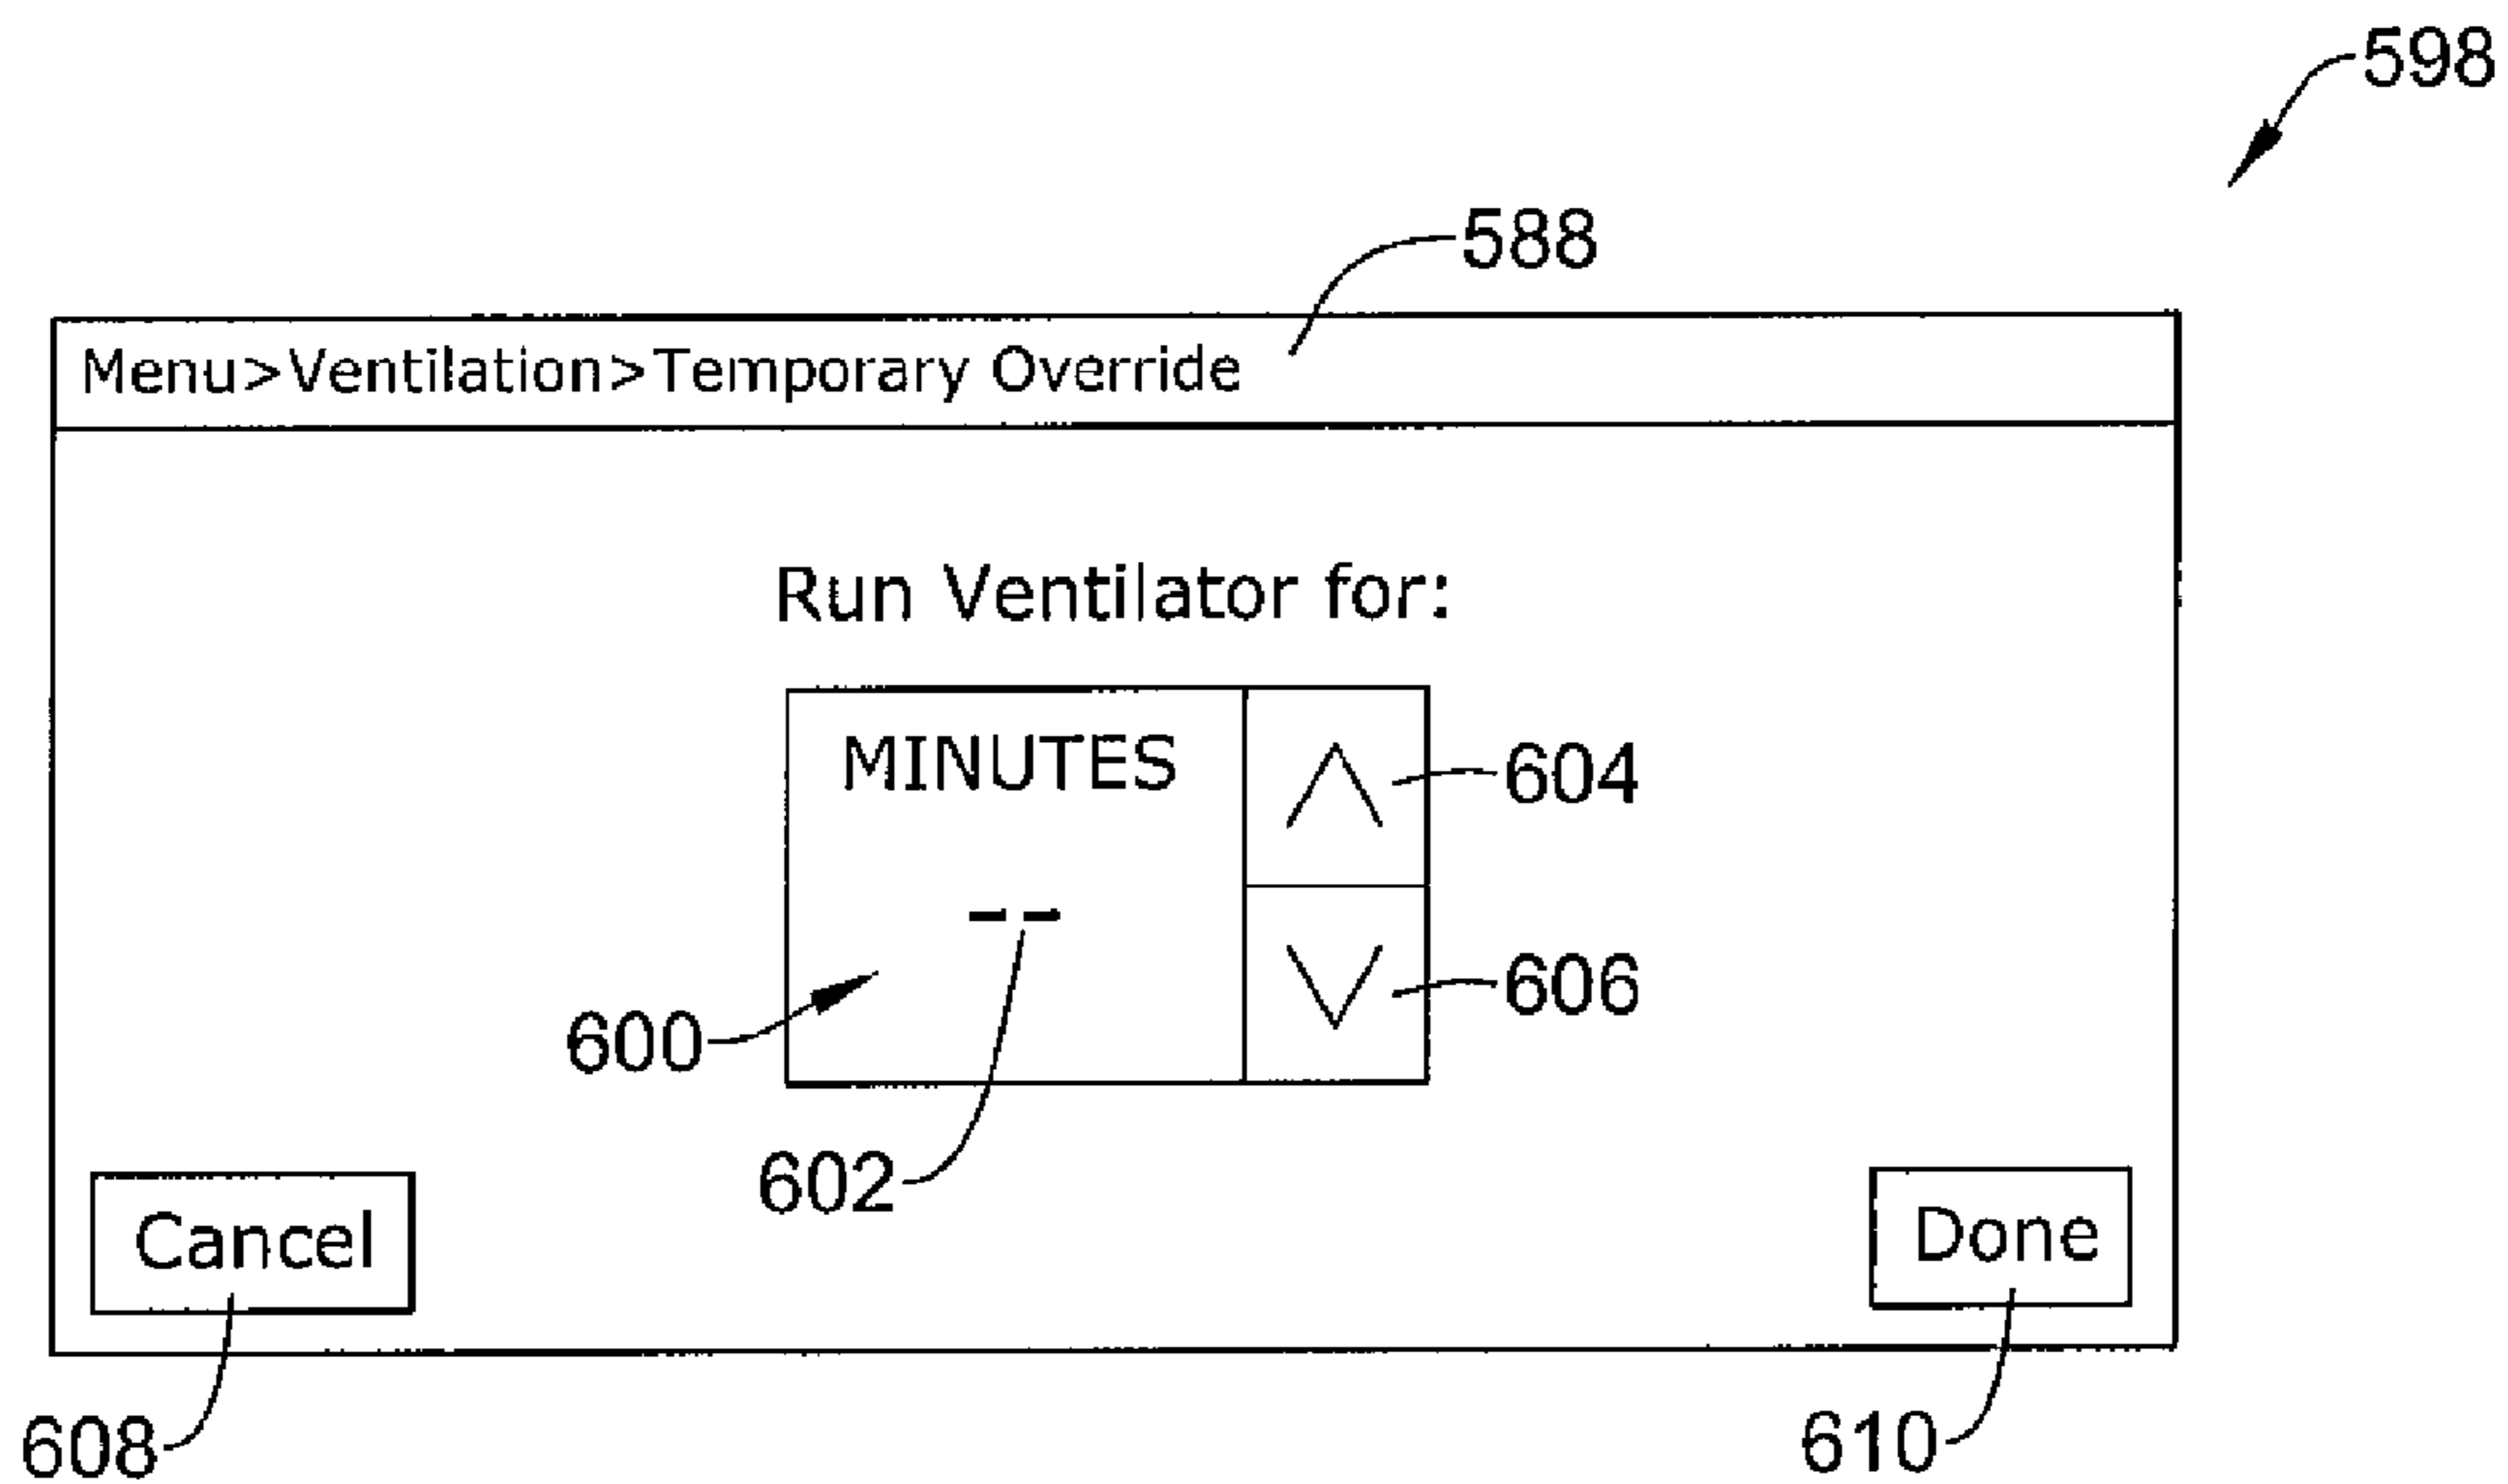 598
588
Menu>Ventilation>Temporary Override
Run Ventilator for:
MINUTES
604
--
606
600
602
Cancel
Done
608
610